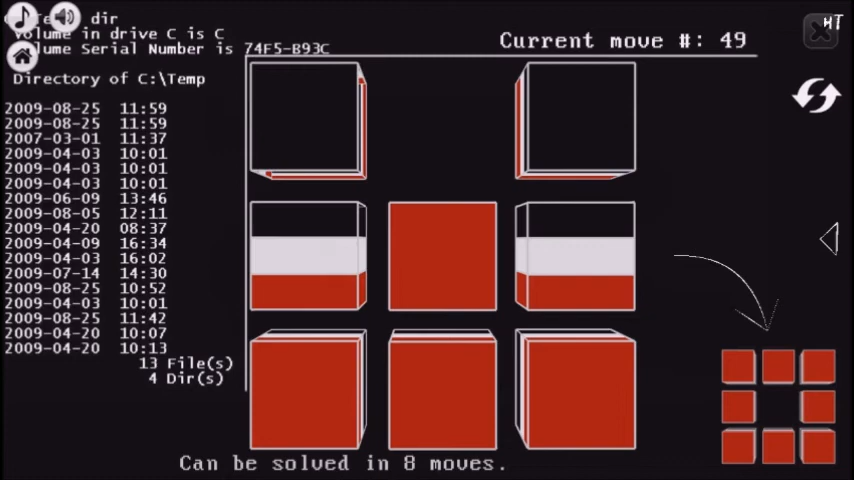 .dir
Volume in drive C is C
Volume Serial Number is 74F5-B93C
Current move #: 49
MT
Directory of C:\Temp
2009-08-25 11:59
2009-08-25 11:59
2007-03-01 11:37
2009-04-03 10:01
2009-04-03 10:01
2009-04-03 10:01
2009-06-09 13:46
2009-08-05 12:11
2009-04-20 08:37
2009-04-09 16:34
2009-04-03 16:02
2009-07-14 14:30
2009-08-25 10:52
2009-04-03 10:01
2009-08-25 11:42
2009-04-20 10:07
2009-04-20 10:13
13 File(s)
4 Dir(s)
Can be solved in 8 moves.